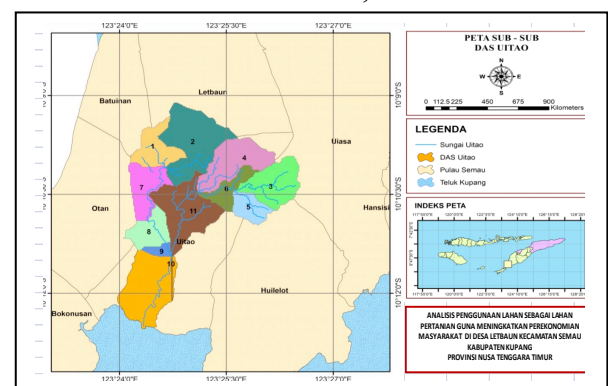 123°24'0"E 123°25'30"E 123°27'0"E
PETA SUB - SUB
DAS UITAO
N
W E
S
0 112.5 225 450 675 900
Kilometers
LEGENDA
Sungai Uitao
DAS Uitao
Pulau Semau
Teluk Kupang
INDEKS PETA
ANALISIS PENGGUNAAN LAHAN SEBAGAI LAHAN
PERTANIAN GUNA MENINGKATKAN PEREKONOMIAN
MASYARAKAT DI DESA LETBAUN KECAMATAN SEMAU
KABUPATEN KUPANG
PROVINSI NUSA TENGGARA TIMUR
Letbaun
Batuinan
Uiasa
1
2
4
7
6
3
Otan
11
5
Hansisi
8
Uitao
9
10
Huilelot
Bokonusan
10°9'0"S
10°10'30"S
10°12'0"S
123°24'0"E 123°25'30"E 123°27'0"E